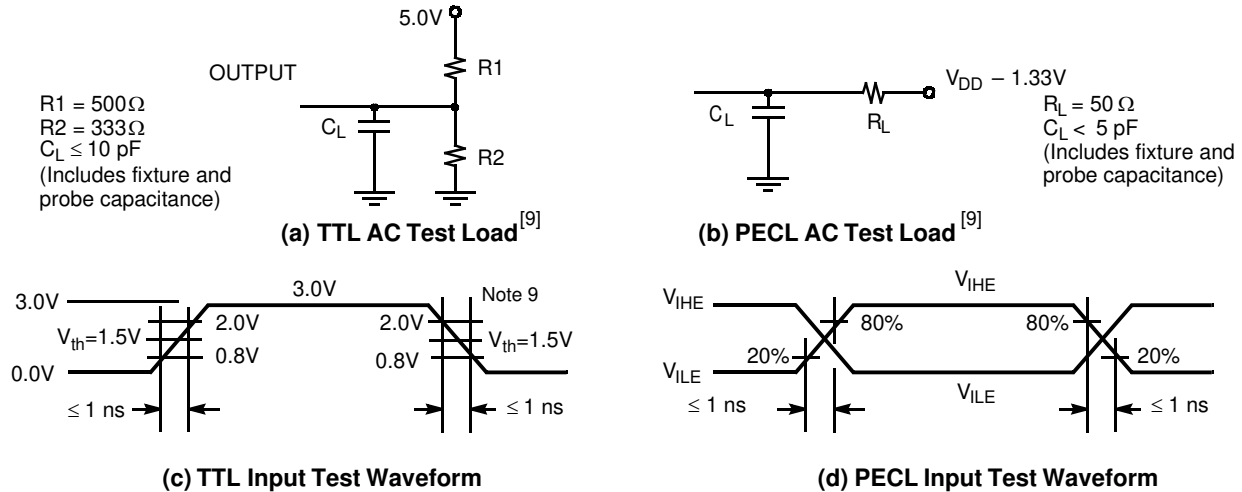 5.0V
OUTPUT
R1
R1 = 500Ω
R2 = 333Ω
C_L ≤ 10 pF
(Includes fixture and
probe capacitance)
C_L
R2
(a) TTL AC Test Load [9]
V_DD – 1.33V
C_L
R_L
R_L = 50 Ω
C_L < 5 pF
(Includes fixture and
probe capacitance)
(b) PECL AC Test Load [9]
3.0V
3.0V
Note 9
2.0V
2.0V
V_th=1.5V
V_th=1.5V
0.8V
0.8V
0.0V
≤ 1 ns
≤ 1 ns
(c) TTL Input Test Waveform
V_IHE
V_IHE
80%
80%
20%
20%
V_ILE
V_ILE
≤ 1 ns
≤ 1 ns
(d) PECL Input Test Waveform